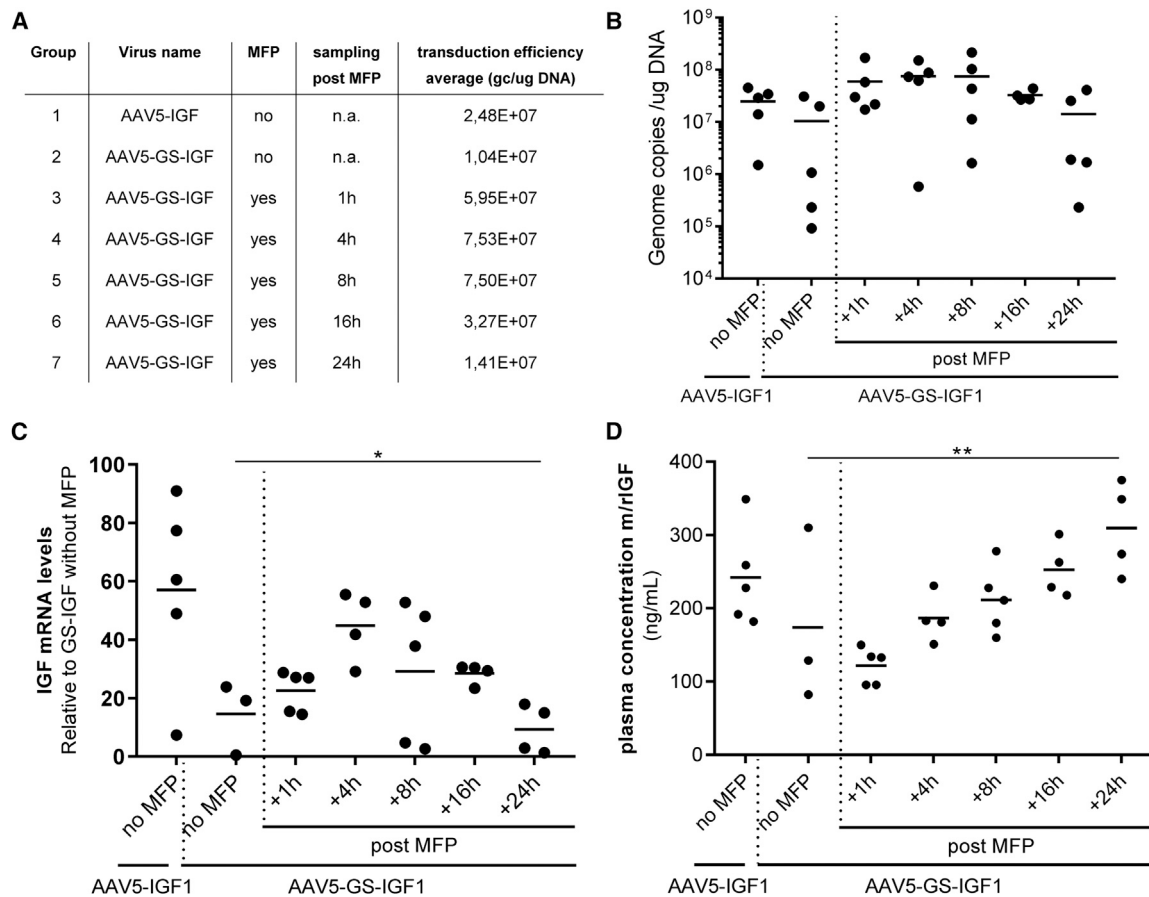 A
Group Virus name MFP sampling post MFP transduction efficiency average (gc/ug DNA)
1 AAV5-IGF no n.a. 2,48E+07
2 AAV5-GS-IGF no n.a. 1,04E+07
3 AAV5-GS-IGF yes 1h 5,95E+07
4 AAV5-GS-IGF yes 4h 7,53E+07
5 AAV5-GS-IGF yes 8h 7,50E+07
6 AAV5-GS-IGF yes 16h 3,27E+07
7 AAV5-GS-IGF yes 24h 1,41E+07
B
Genome copies /ug DNA
10⁹
10⁸
10⁷
10⁶
10⁵
10⁴
no MFP no MFP +1h +4h +8h +16h +24h
post MFP
AAV5-IGF1 AAV5-GS-IGF1
C
IGF mRNA levels
Relative to GS-IGF without MFP
100
80
60
40
20
0
*
no MFP no MFP +1h +4h +8h +16h +24h
post MFP
AAV5-IGF1 AAV5-GS-IGF1
D
plasma concentration m/rIGF
(ng/mL)
400
300
200
100
0
**
no MFP no MFP +1h +4h +8h +16h +24h
post MFP
AAV5-IGF1 AAV5-GS-IGF1